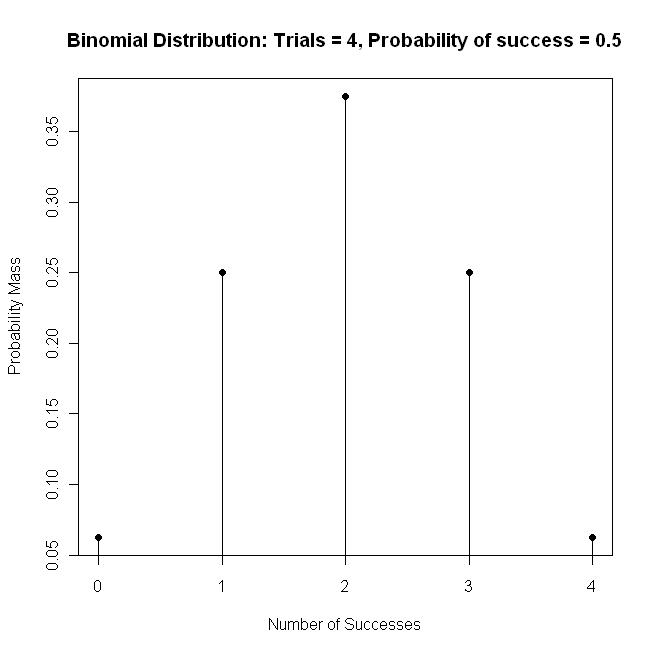 Binomial Distribution: Trials = 4, Probability of success = 0.5
Probability Mass
0.35
0.30
0.25
0.20
0.15
0.10
0.05
0 1 2 3 4
Number of Successes